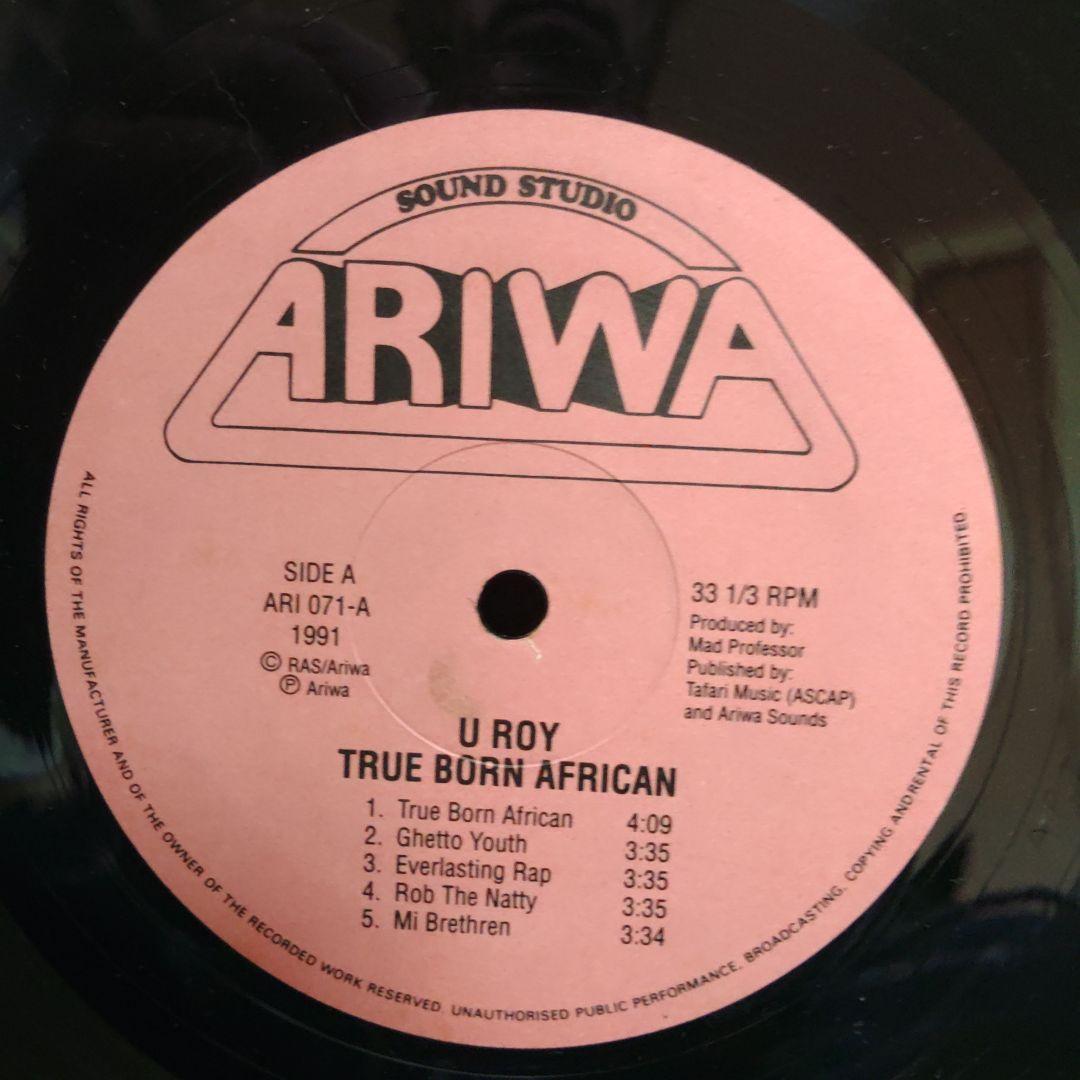 SOUND STUDIO
ARIWA
SIDE A
ARI 071-A
1991
© RAS/Ariwa
℗ Ariwa
33 1/3 RPM
Produced by:
Mad Professor
Published by:
Tafari Music (ASCAP)
and Ariwa Sounds
U ROY
TRUE BORN AFRICAN
1. True Born African 4:09
2. Ghetto Youth 3:35
3. Everlasting Rap 3:35
4. Rob The Natty 3:35
5. Mi Brethren 3:34
ALL RIGHTS OF THE MANUFACTURER AND OF THE OWNER OF THE RECORDED WORK RESERVED. UNAUTHORISED PUBLIC PERFORMANCE, BROADCASTING, COPYING AND RENTAL OF THIS RECORD PROHIBITED.